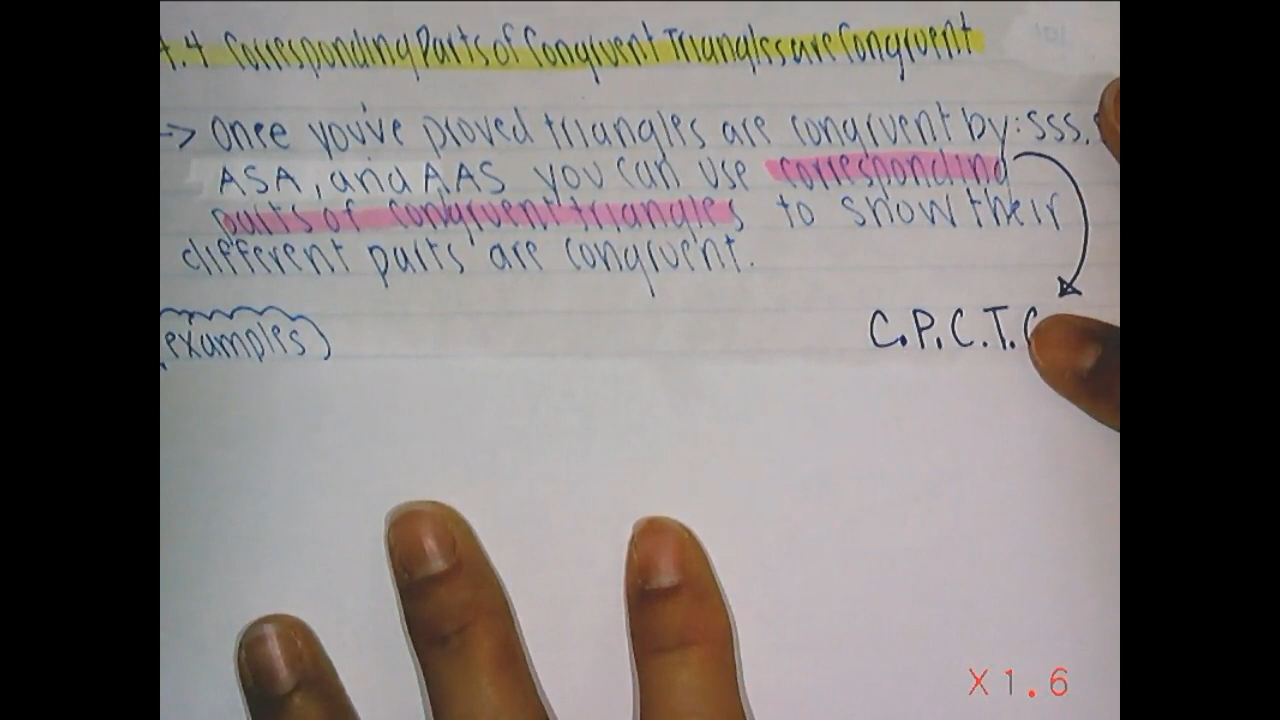 .4 Corresponding Parts of Congruent Triangles are Congruent
-> Once you've proved triangles are congruent by: SSS,
ASA, and AAS you can use corresponding
parts of congruent triangles to show their
different parts are congruent.
examples)
C.P.C.T.
X1.6